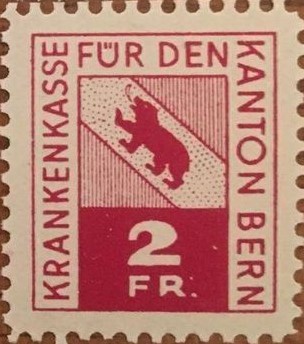 KRANKENKASSE
FÜR DEN
KANTON BERN
2
FR.